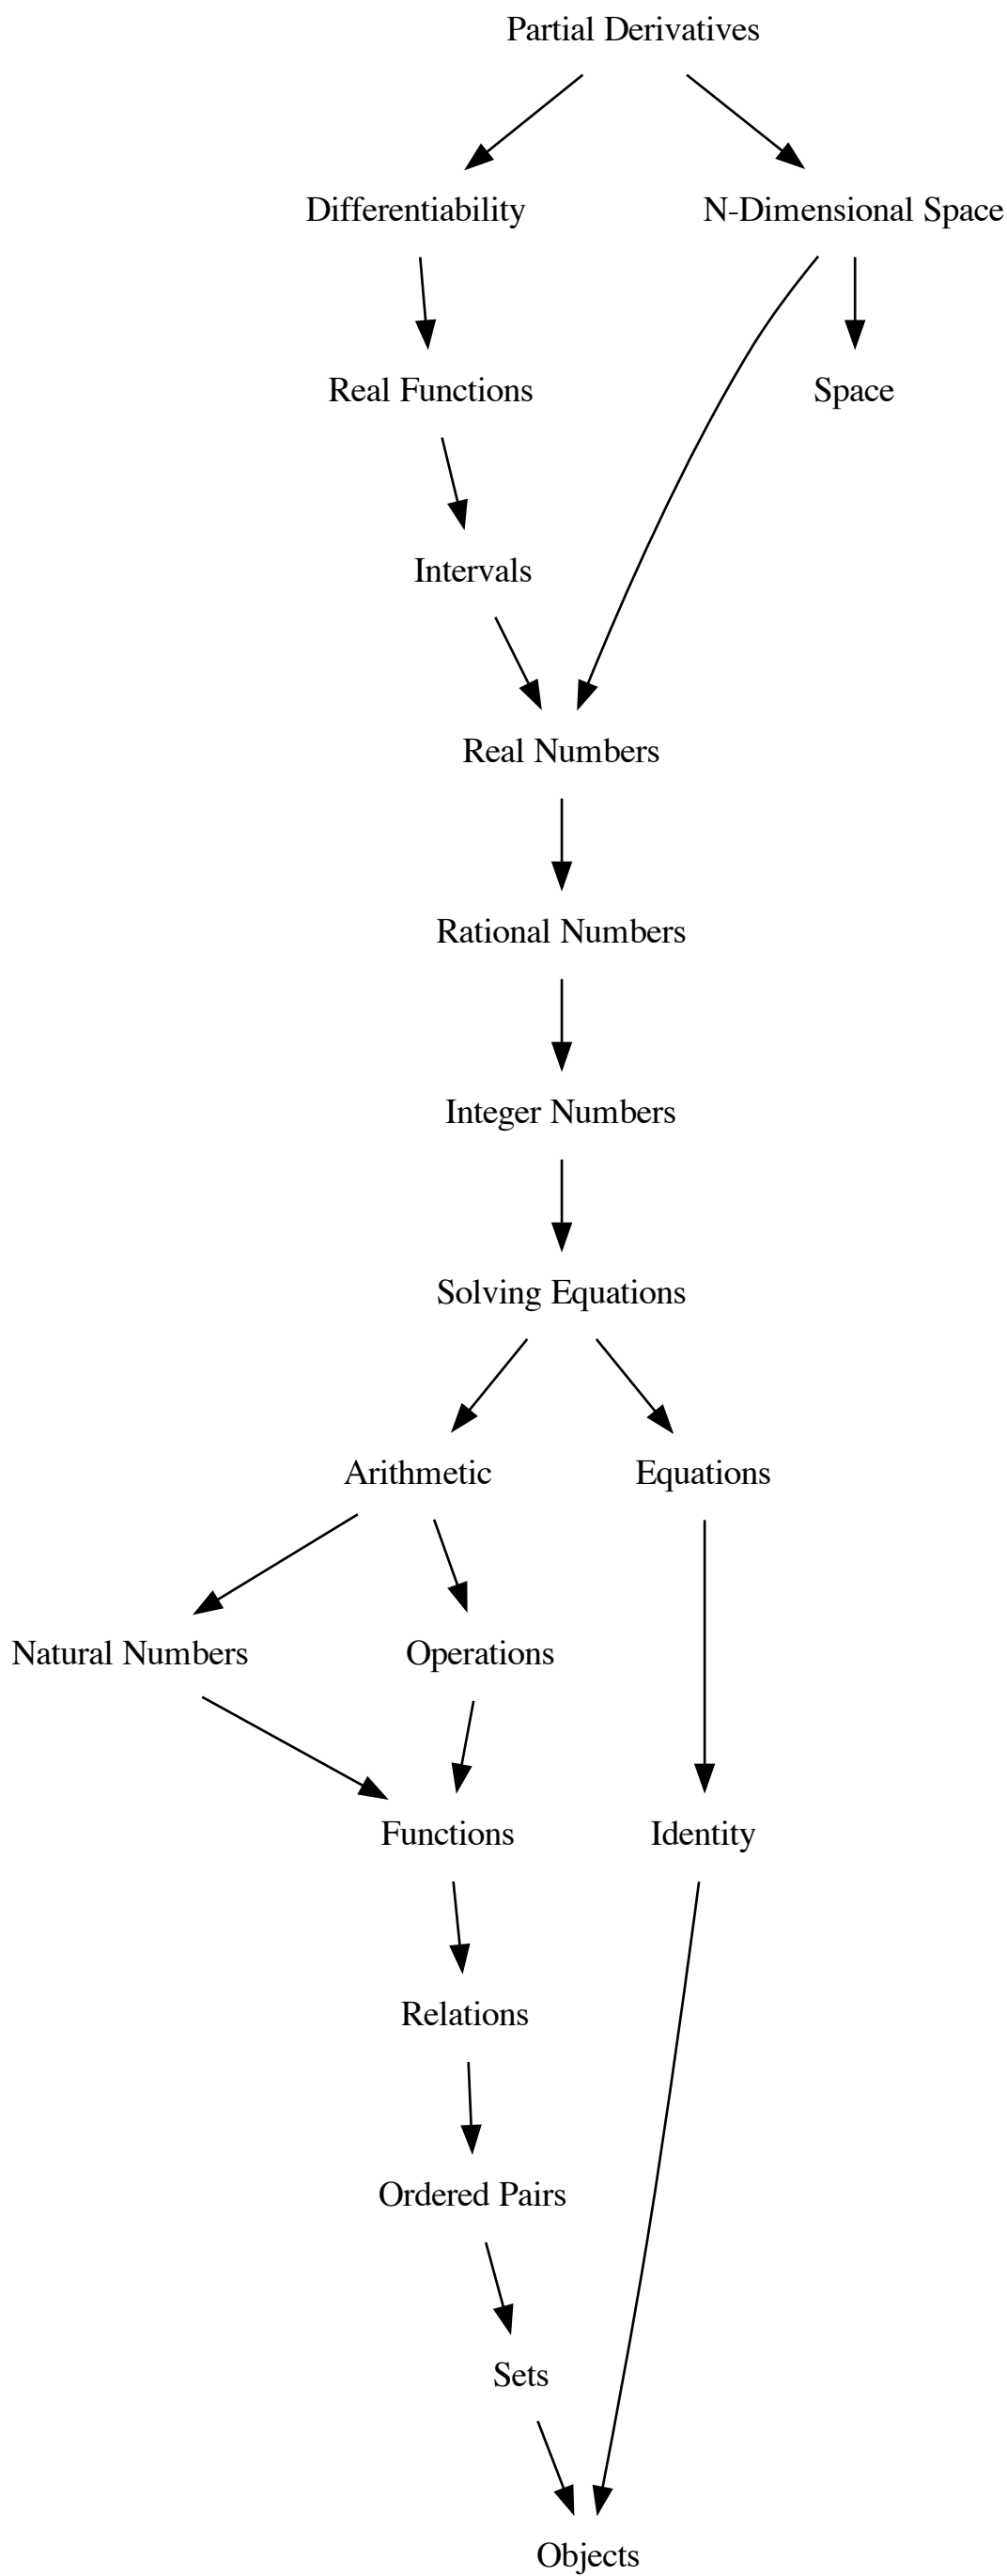 Partial Derivatives
Differentiability
N-Dimensional Space
Real Functions
Space
Intervals
Real Numbers
Rational Numbers
Integer Numbers
Solving Equations
Arithmetic
Equations
Natural Numbers
Operations
Functions
Identity
Relations
Ordered Pairs
Sets
Objects